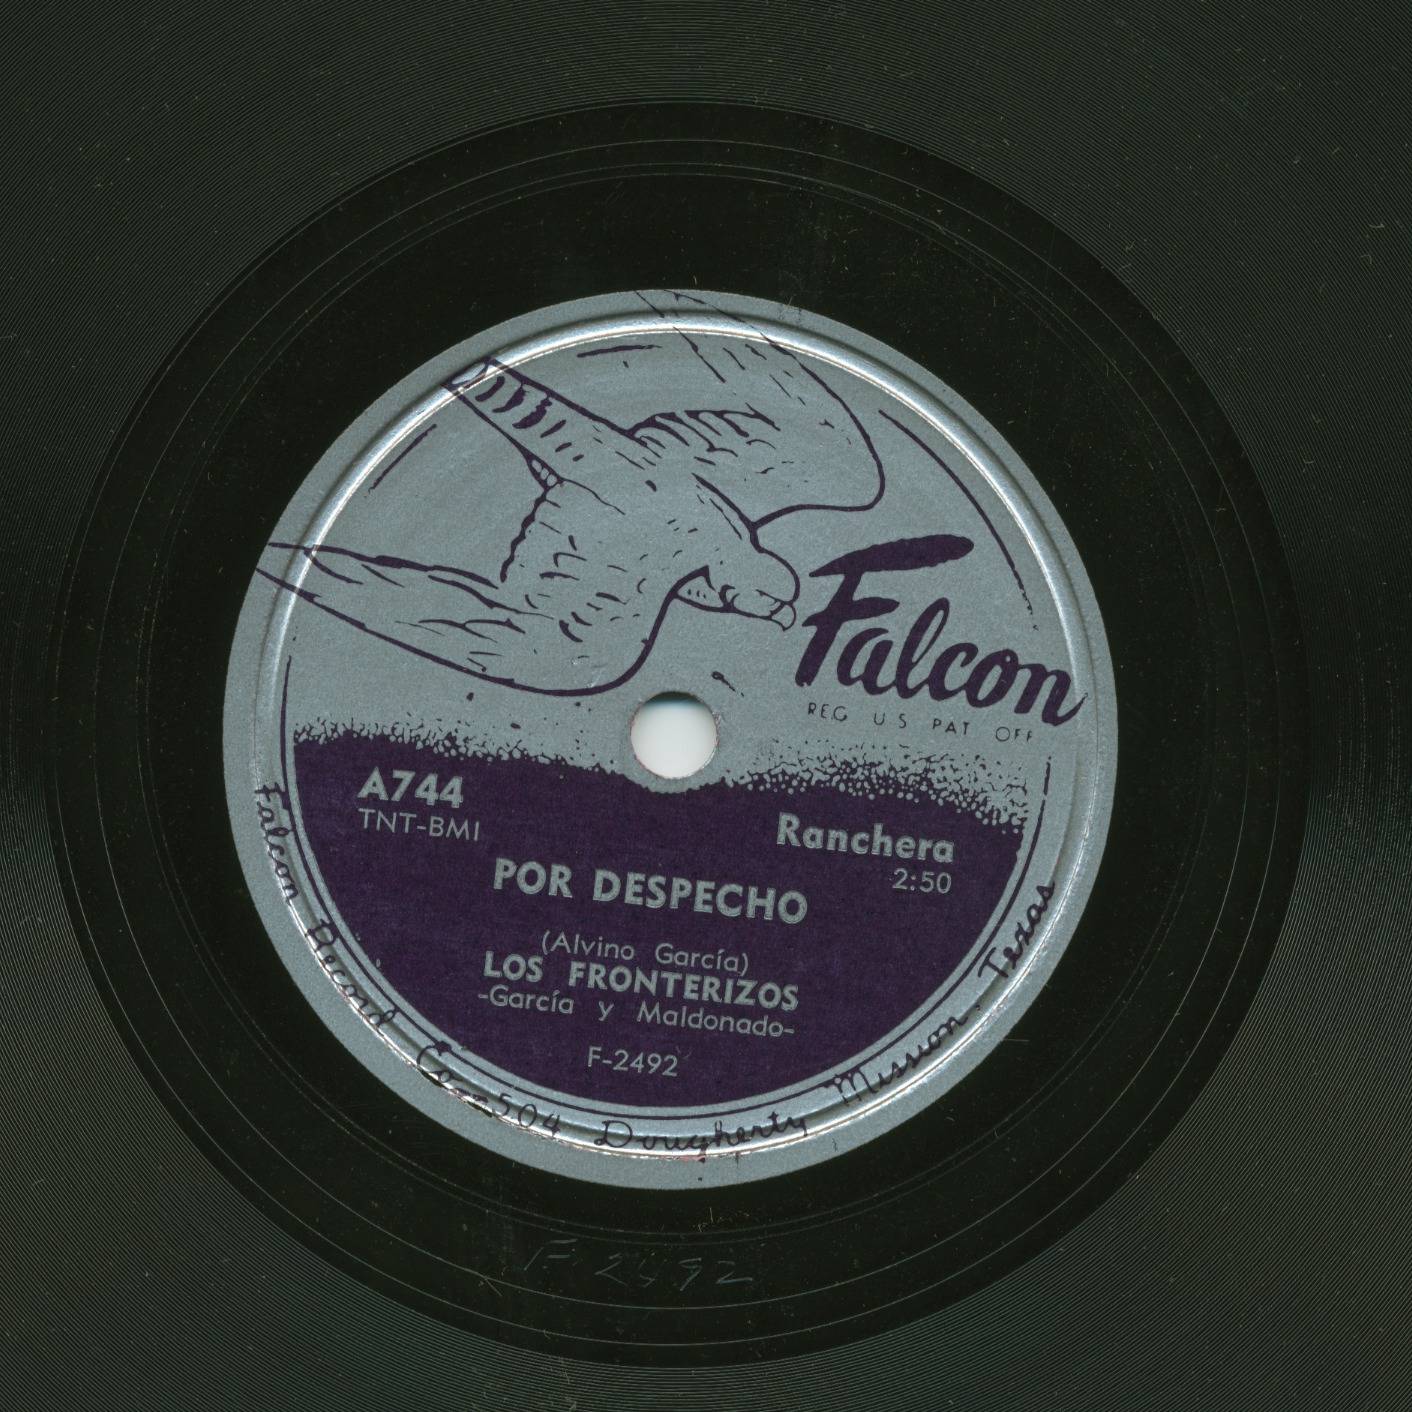 Falcon
REG U S PAT OFF
A744
TNT-BMI
Ranchera
2:50
POR DESPECHO
(Alvino García)
LOS FRONTERIZOS
-García y Maldonado-
F-2492
Falcon Record Co-504 Dougherty Mission, Texas
F-2492